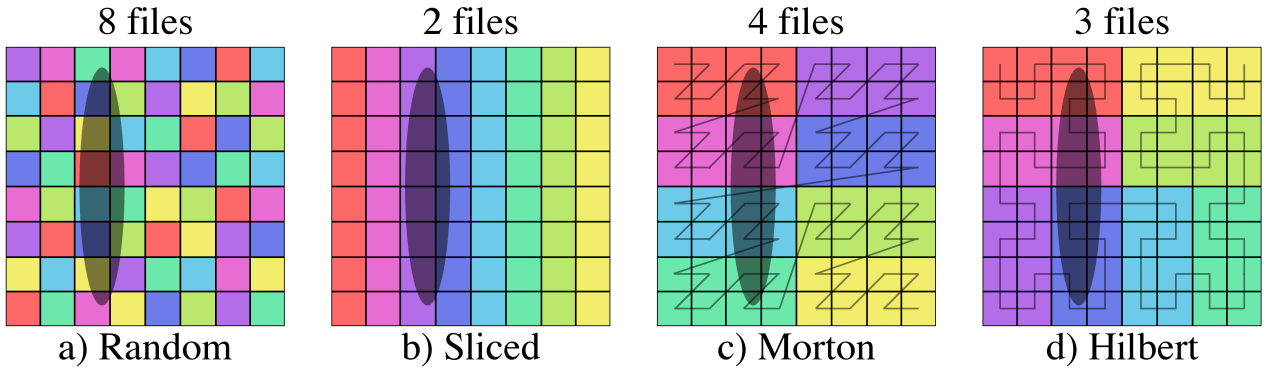 8 files
2 files
4 files
3 files
a) Random
b) Sliced
c) Morton
d) Hilbert